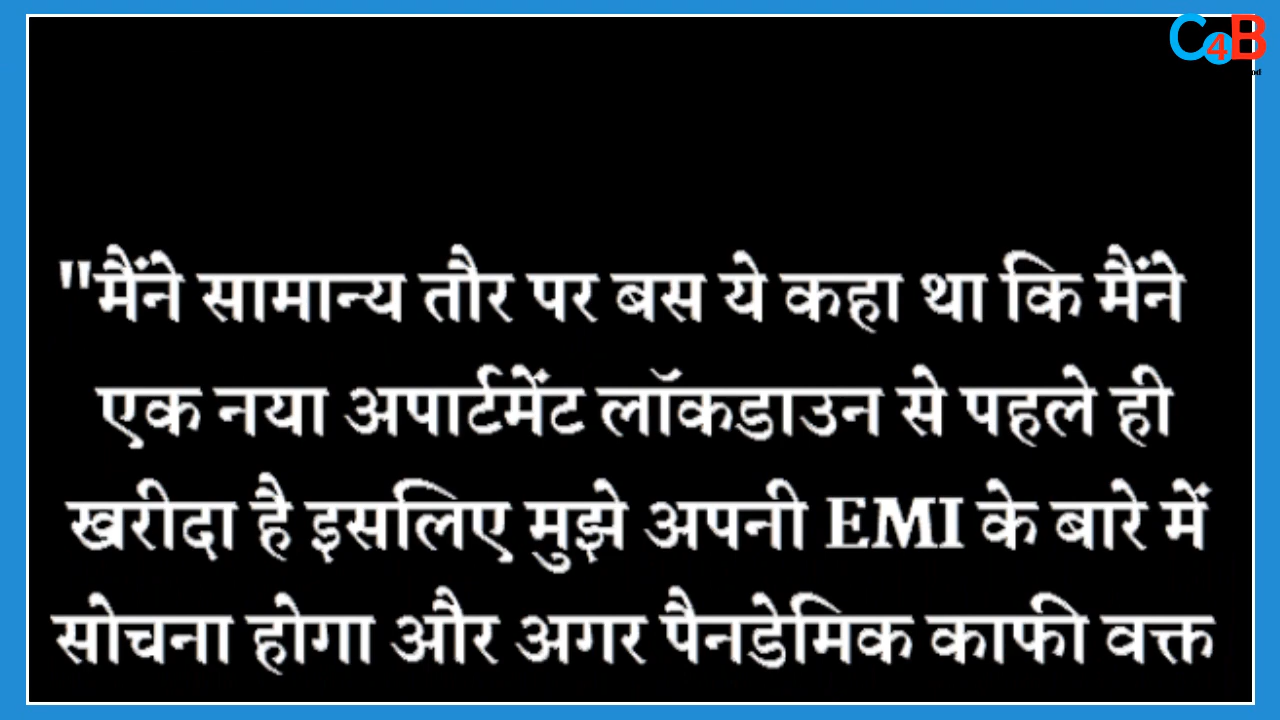 C4B
"मैंने सामान्य तौर पर बस ये कहा था कि मैंने
एक नया अपार्टमेंट लॉकडाउन से पहले ही
खरीदा है इसलिए मुझे अपनी EMI के बारे में
सोचना होगा और अगर पैनडेमिक काफी वक्त